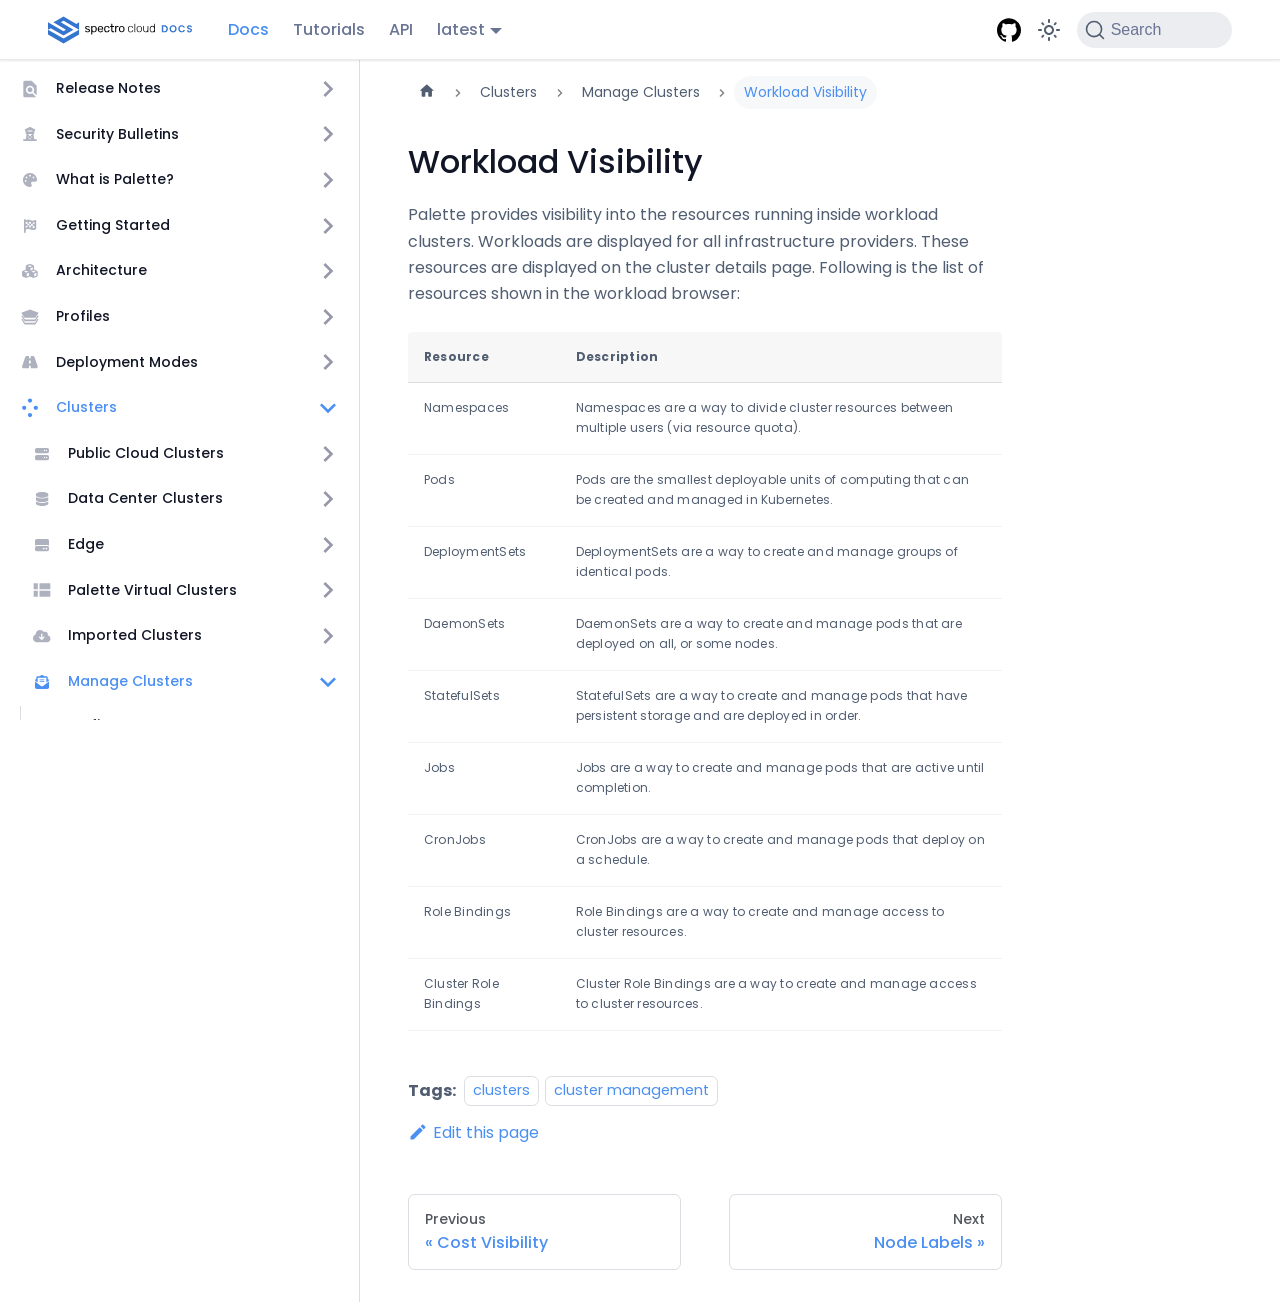 spectro cloud DOCS
Docs
Tutorials
API
latest
Search
Release Notes
Security Bulletins
What is Palette?
Getting Started
Architecture
Profiles
Deployment Modes
Clusters
Public Cloud Clusters
Data Center Clusters
Edge
Palette Virtual Clusters
Imported Clusters
Manage Clusters
Clusters
Manage Clusters
Workload Visibility
Workload Visibility
Palette provides visibility into the resources running inside workload
clusters. Workloads are displayed for all infrastructure providers. These
resources are displayed on the cluster details page. Following is the list of
resources shown in the workload browser:
Resource Description
Namespaces Namespaces are a way to divide cluster resources between
multiple users (via resource quota).
Pods Pods are the smallest deployable units of computing that can
be created and managed in Kubernetes.
DeploymentSets DeploymentSets are a way to create and manage groups of
identical pods.
DaemonSets DaemonSets are a way to create and manage pods that are
deployed on all, or some nodes.
StatefulSets StatefulSets are a way to create and manage pods that have
persistent storage and are deployed in order.
Jobs Jobs are a way to create and manage pods that are active until
completion.
CronJobs CronJobs are a way to create and manage pods that deploy on
a schedule.
Role Bindings Role Bindings are a way to create and manage access to
cluster resources.
Cluster Role Cluster Role Bindings are a way to create and manage access
Bindings to cluster resources.
Tags: clusters cluster management
Edit this page
Previous
« Cost Visibility
Next
Node Labels »